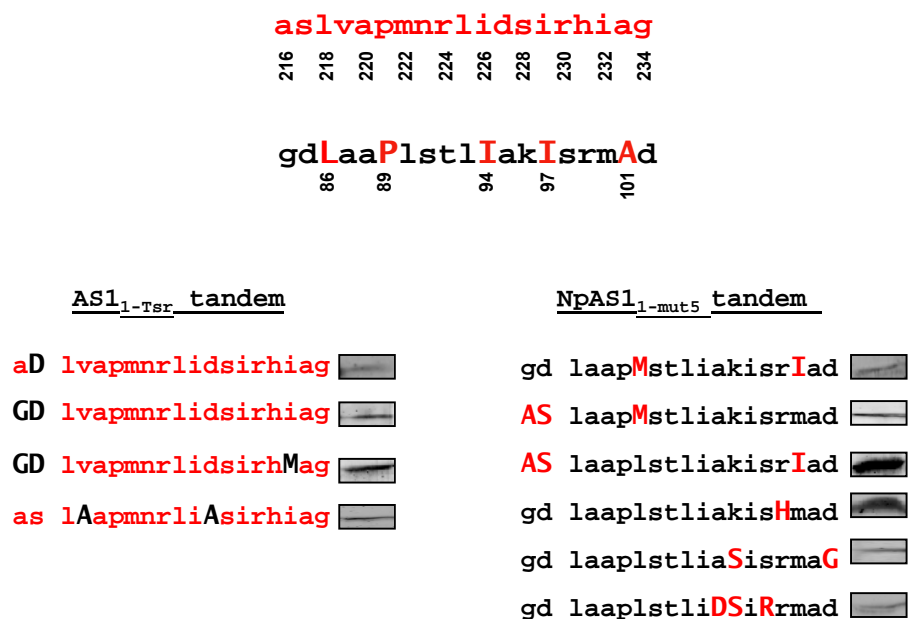 aslvapmnrlidsirhiag
216 218 220 222 224 226 228 230 232 234
gdLaaPlstlIakIsrmAd
86 89 94 97 101
AS11-Tsr tandem
aD lvapmnrlidsirhiag
GD lvapmnrlidsirhiag
GD lvapmnrlidsirhMag
as lAapmnrliAsirhiag
NpAS11-mut5 tandem
gd laapMstliakisrIad
AS laapMstliakisrmad
AS laaplstliakisrIad
gd laaplstliakisHmad
gd laaplstliaSisrmaG
gd laaplstliDSiRrmad